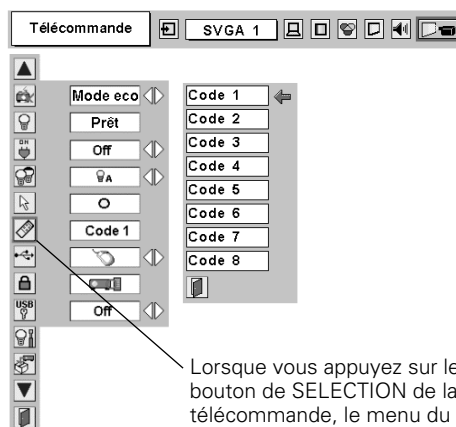 Télécommande
SVGA 1
Mode eco
Prêt
ON
Off
A
Code 1
USB
Off
Code 1
Code 2
Code 3
Code 4
Code 5
Code 6
Code 7
Code 8
Lorsque vous appuyez sur le
bouton de SELECTION de la
télécommande, le menu du